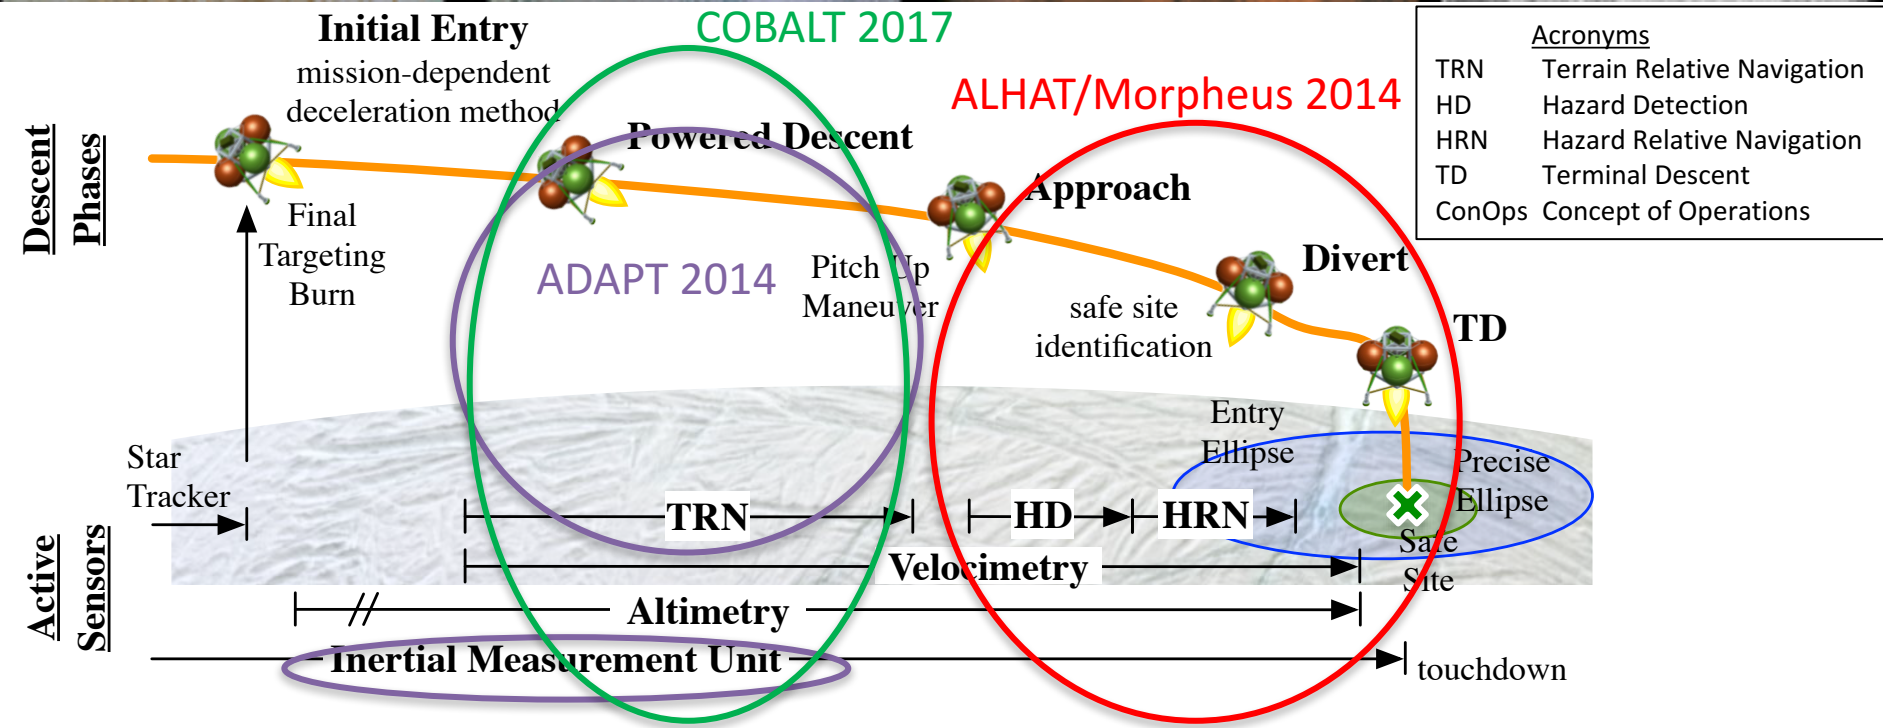 COBALT 2017
Initial Entry
mission-dependent
deceleration method
ALHAT/Morpheus 2014
Acronyms
TRN Terrain Relative Navigation
HD Hazard Detection
HRN Hazard Relative Navigation
TD Terminal Descent
ConOps Concept of Operations
Descent
Phases
Powered Descent
Approach
Final
Targeting
Burn
ADAPT 2014
Pitch Up
Maneuver
Divert
safe site
identification
TD
Entry
Ellipse
Precise
Ellipse
Safe
Site
Star
Tracker
Active
Sensors
TRN
HD
HRN
Velocimetry
Altimetry
Inertial Measurement Unit
touchdown